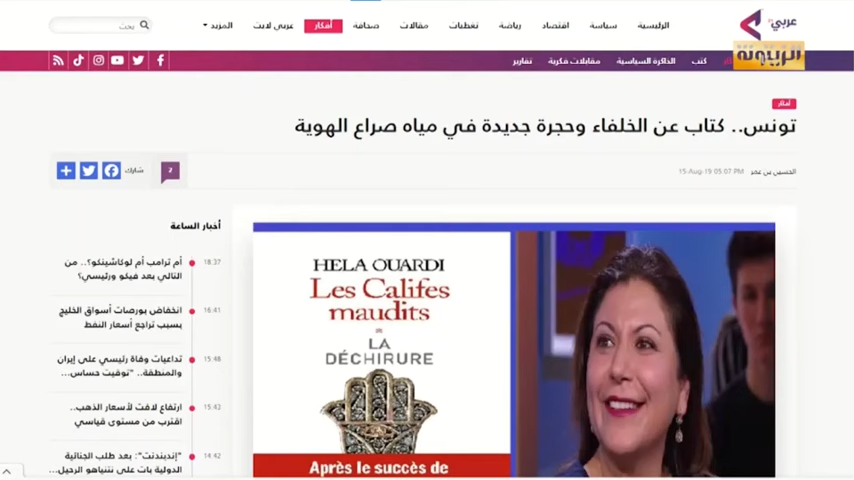 عربي21
الرئيسية
سياسة
اقتصاد
رياضة
تغطيات
مقالات
صحافة
أفكار
عربي لايت
المزيد
بحث
الزيتونة
كتب
الذاكرة السياسية
مقابلات فكرية
تقارير
أفكار
تونس.. كتاب عن الخلفاء وحجرة جديدة في مياه صراع الهوية
الحسين بن عمر
15-Aug-19 05:07 PM
2
شارك
أخبار الساعة
18:37
أم ترامب أم لوكاشينكو؟.. من
التالي بعد فيكو ورئيسي؟
16:41
انخفاض بورصات أسواق الخليج
بسبب تراجع أسعار النفط
15:48
تداعيات وفاة رئيسي على إيران
والمنطقة.. "توقيت حساس...
15:43
ارتفاع لافت لأسعار الذهب..
اقترب من مستوى قياسي
14:42
"إندبندنت": بعد طلب الجنائية
الدولية بات على نتنياهو الرحيل...
HELA OUARDI
Les Califes
maudits
LA
DÉCHIRURE
Après le succès de